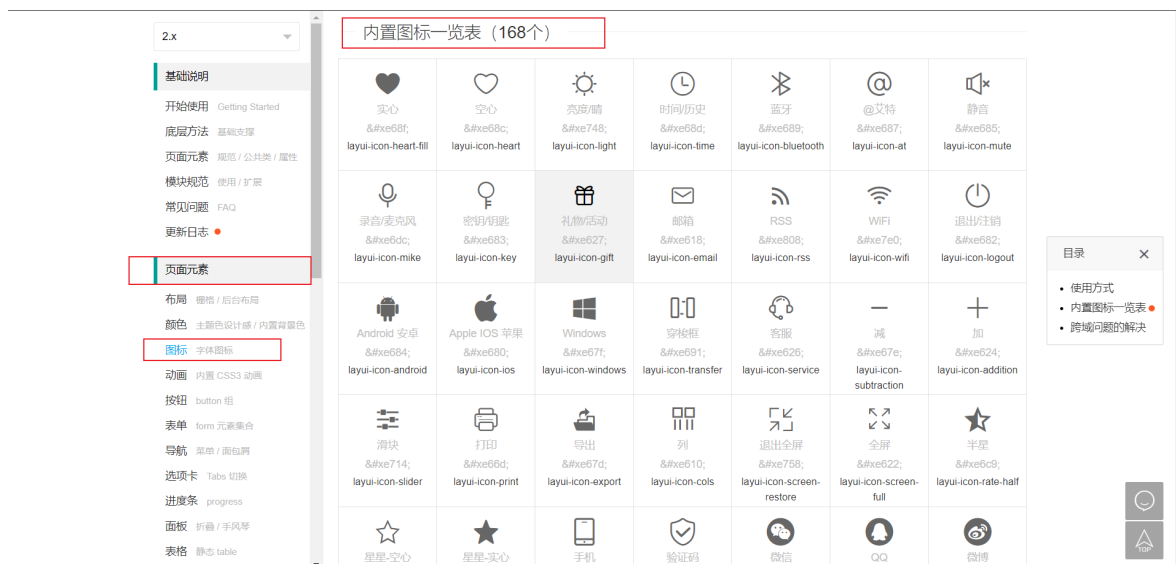 2.x
基础说明
开始使用 Getting Started
底层方法 基础支撑
页面元素 规范 / 公共类 / 属性
模块规范 使用 / 扩展
常见问题 FAQ
更新日志
页面元素
布局 栅格 / 后台布局
颜色 主题色设计感 / 内置背景色
图标 字体图标
动画 内置 CSS3 动画
按钮 button 组
表单 form 元素集合
导航 菜单 / 面包屑
选项卡 Tabs 切换
进度条 progress
面板 折叠 / 手风琴
表格 静态 table
内置图标一览表（168个）
实心 空心 亮度/晴 时间/历史 蓝牙 @艾特 静音
&#xe68f; &#xe68c; &#xe748; &#xe68d; &#xe689; &#xe687; &#xe685;
layui-icon-heart-fill layui-icon-heart layui-icon-light layui-icon-time layui-icon-bluetooth layui-icon-at layui-icon-mute
录音/麦克风 密钥/钥匙 礼物/活动 邮箱 RSS WiFi 退出/注销
&#xe6dc; &#xe683; &#xe627; &#xe618; &#xe808; &#xe7e0; &#xe682;
layui-icon-mike layui-icon-key layui-icon-gift layui-icon-email layui-icon-rss layui-icon-wifi layui-icon-logout
Android 安卓 Apple IOS 苹果 Windows 穿梭框 客服 减 加
&#xe684; &#xe680; &#xe67f; &#xe691; &#xe626; &#xe67e; &#xe624;
layui-icon-android layui-icon-ios layui-icon-windows layui-icon-transfer layui-icon-service layui-icon- layui-icon-addition
subtraction
滑块 打印 导出 列 退出全屏 全屏 半星
&#xe714; &#xe66d; &#xe67d; &#xe610; &#xe758; &#xe622; &#xe6c9;
layui-icon-slider layui-icon-print layui-icon-export layui-icon-cols layui-icon-screen- layui-icon-screen- layui-icon-rate-half
restore full
星星-空心 星星-实心 手机 验证码 微信 QQ 微博
目录
使用方式
内置图标一览表
跨域问题的解决
TOP